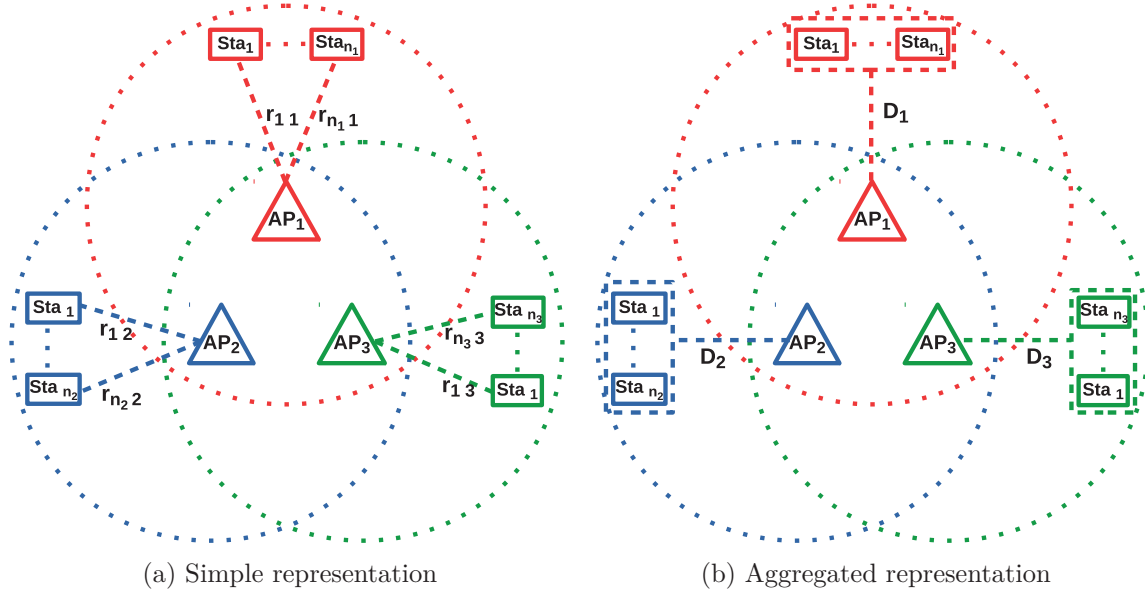 Sta₁ Staₙ₁
r₁ ₁ rₙ₁ ₁
AP₁
Sta ₁
r₁ ₂
Sta ₙ₂
rₙ₂ ₂
AP₂
AP₃
Sta ₙ₃
rₙ₃ ₃
r₁ ₃
Sta ₁
(a) Simple representation
Sta₁ Staₙ₁
D₁
AP₁
Sta ₁
Sta ₙ₂
D₂
AP₂
AP₃
D₃
Sta ₙ₃
Sta ₁
(b) Aggregated representation